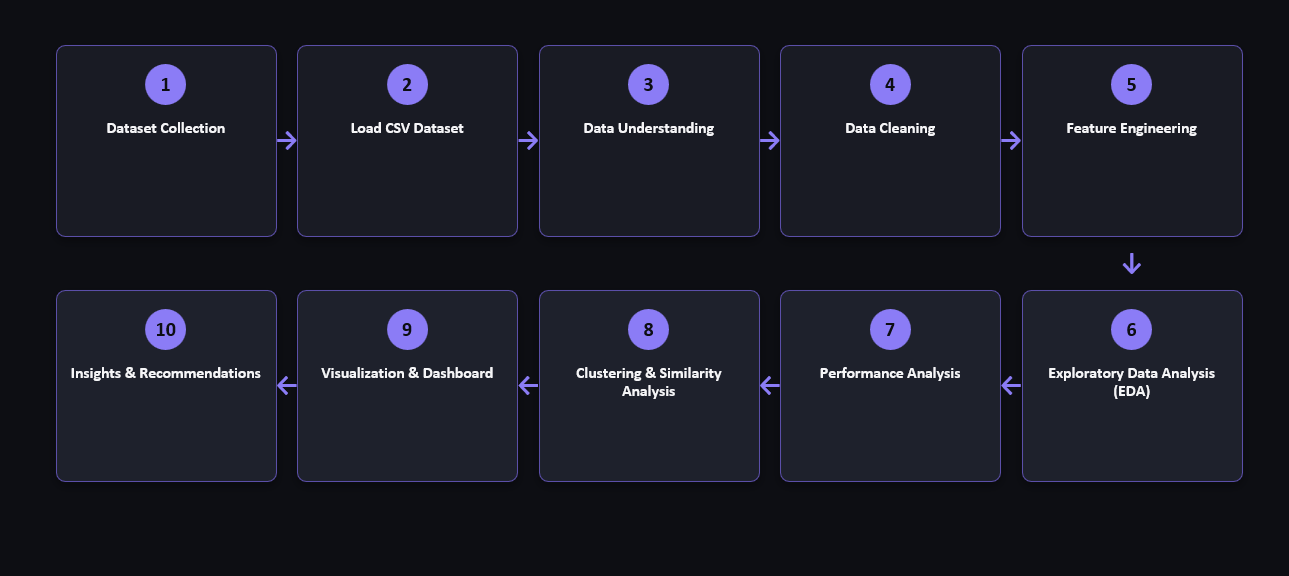 1
Dataset Collection
2
Load CSV Dataset
3
Data Understanding
4
Data Cleaning
5
Feature Engineering
6
Exploratory Data Analysis
(EDA)
7
Performance Analysis
8
Clustering & Similarity
Analysis
9
Visualization & Dashboard
10
Insights & Recommendations